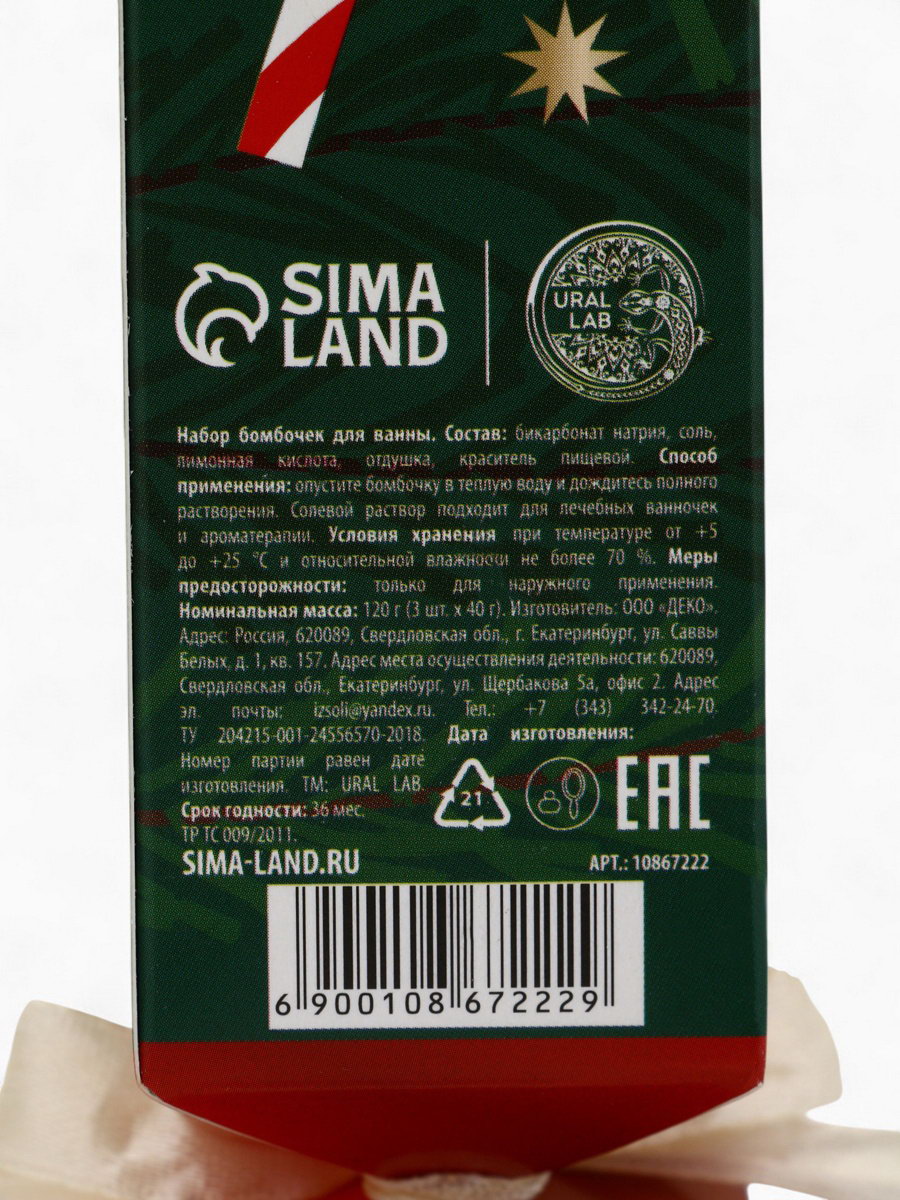 SIMA
LAND
URAL
LAB
Набор бомбочек для ванны. Состав: бикарбонат натрия, соль,
лимонная кислота, отдушка, краситель пищевой. Способ
применения: опустите бомбочку в теплую воду и дождитесь полного
растворения. Солевой раствор подходит для лечебных ванночек
и ароматерапии. Условия хранения при температуре от +5
до +25 °С и относительной влажности не более 70 %. Меры
предосторожности: только для наружного применения.
Номинальная масса: 120 г (3 шт. х 40 г). Изготовитель: ООО «ДЕКО».
Адрес: Россия, 620089, Свердловская обл., г. Екатеринбург, ул. Саввы
Белых, д. 1, кв. 157. Адрес места осуществления деятельности: 620089,
Свердловская обл., Екатеринбург, ул. Щербакова 5а, офис 2. Адрес
эл. почты: izsoli@yandex.ru. Тел.: +7 (343) 342-24-70.
ТУ 204215-001-24556570-2018. Дата изготовления:
Номер партии равен дате
изготовления. ТМ: URAL LAB.
Срок годности: 36 мес.
ТР ТС 009/2011.
21
EAC
SIMA-LAND.RU
АРТ.: 10867222
6 900108 672229